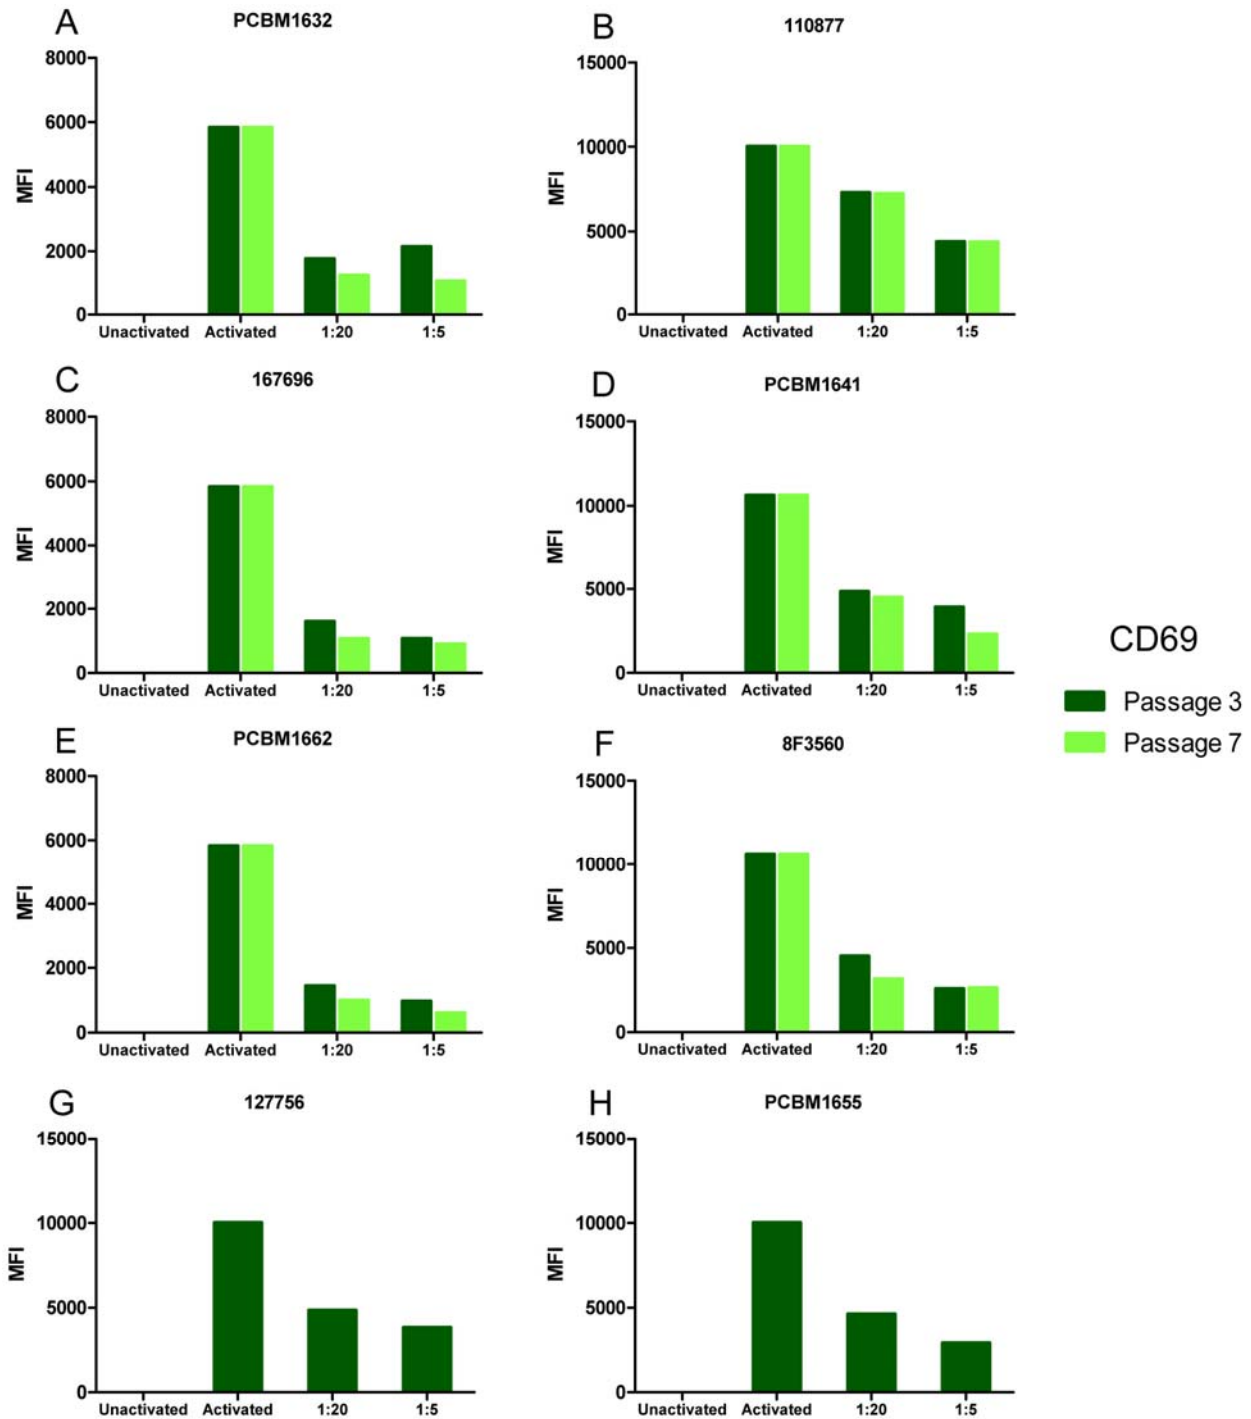 A
PCBM1632
8000
6000
4000
2000
0
MFI
Unactivated Activated 1:20 1:5
B
110877
15000
10000
5000
0
MFI
Unactivated Activated 1:20 1:5
C
167696
8000
6000
4000
2000
0
MFI
Unactivated Activated 1:20 1:5
D
PCBM1641
15000
10000
5000
0
MFI
Unactivated Activated 1:20 1:5
CD69
Passage 3
Passage 7
E
PCBM1662
8000
6000
4000
2000
0
MFI
Unactivated Activated 1:20 1:5
F
8F3560
15000
10000
5000
0
MFI
Unactivated Activated 1:20 1:5
G
127756
15000
10000
5000
0
MFI
Unactivated Activated 1:20 1:5
H
PCBM1655
15000
10000
5000
0
MFI
Unactivated Activated 1:20 1:5